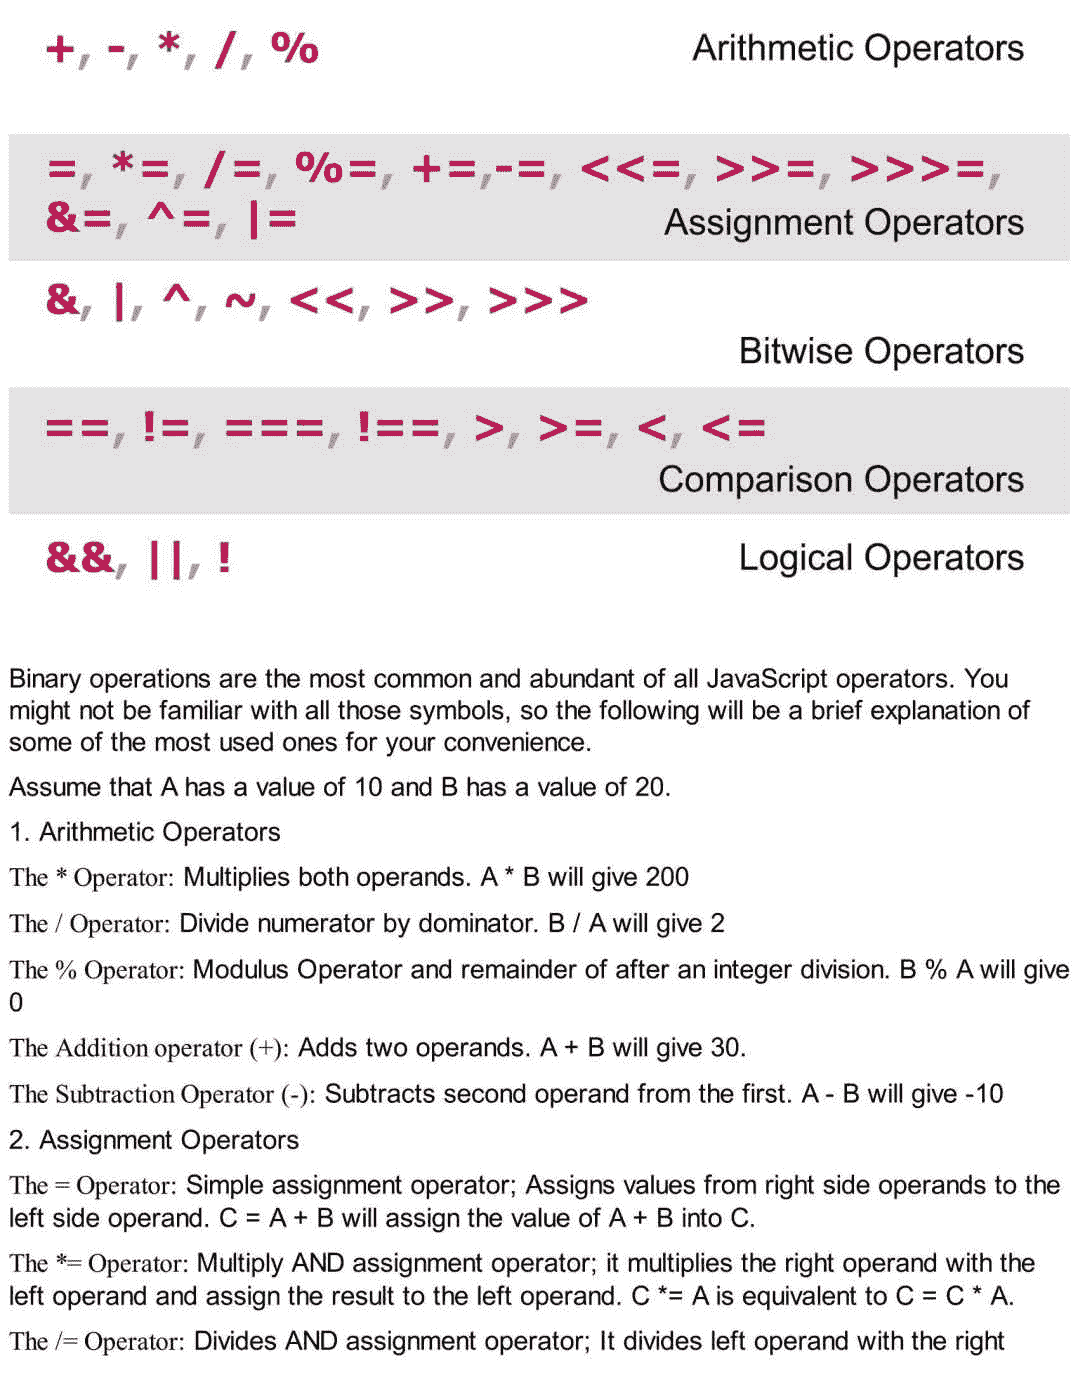 +, -, *, /, % Arithmetic Operators
=, *=, /=, %=, +=,-=, <<=, >>=, >>>=,
&=, ^=, |= Assignment Operators
&, |, ^, ~, <<, >>, >>>
Bitwise Operators
==, !=, ===, !==, >, >=, <, <=
Comparison Operators
&&, ||, ! Logical Operators
Binary operations are the most common and abundant of all JavaScript operators. You
might not be familiar with all those symbols, so the following will be a brief explanation of
some of the most used ones for your convenience.
Assume that A has a value of 10 and B has a value of 20.
1. Arithmetic Operators
The * Operator: Multiplies both operands. A * B will give 200
The / Operator: Divide numerator by dominator. B / A will give 2
The % Operator: Modulus Operator and remainder of after an integer division. B % A will give
0
The Addition operator (+): Adds two operands. A + B will give 30.
The Subtraction Operator (-): Subtracts second operand from the first. A - B will give -10
2. Assignment Operators
The = Operator: Simple assignment operator; Assigns values from right side operands to the
left side operand. C = A + B will assign the value of A + B into C.
The *= Operator: Multiply AND assignment operator; it multiplies the right operand with the
left operand and assign the result to the left operand. C *= A is equivalent to C = C * A.
The /= Operator: Divides AND assignment operator; It divides left operand with the right